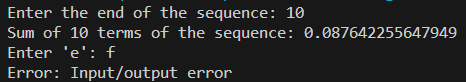 Enter the end of the sequence: 10
Sum of 10 terms of the sequence: 0.087642255647949
Enter 'e': f
Error: Input/output error